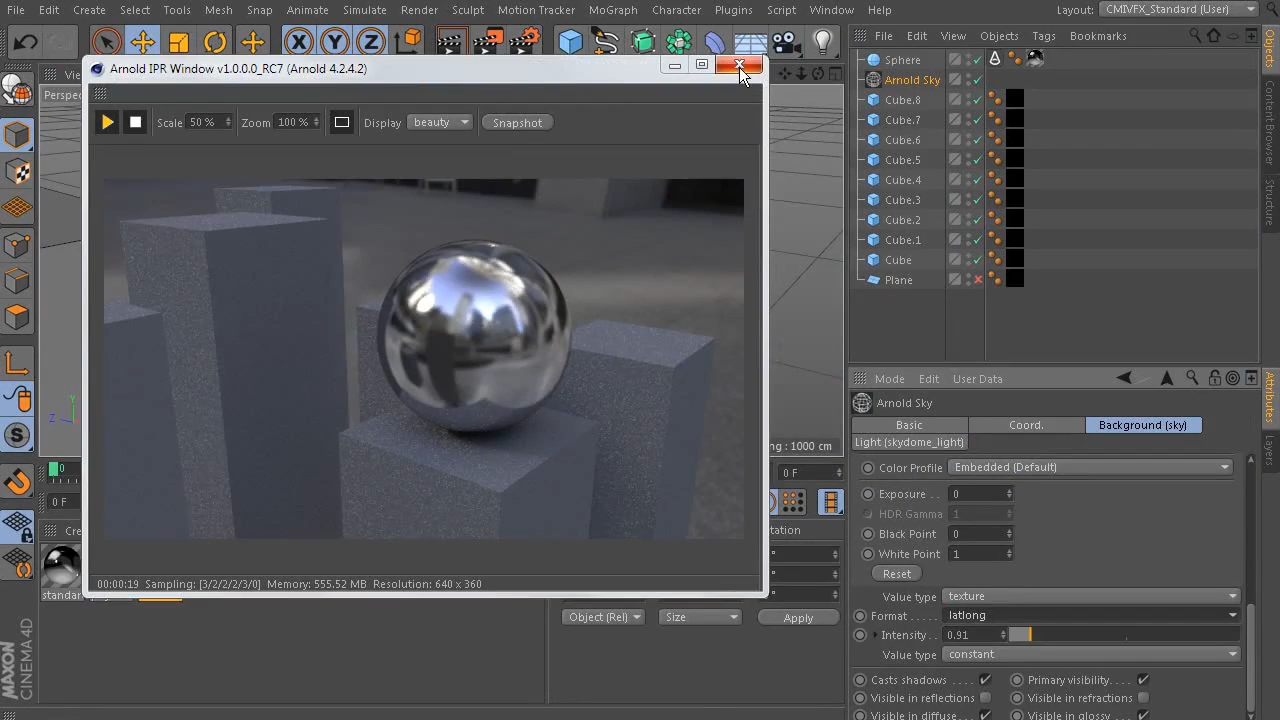 File Edit Create Select Tools Mesh Snap Animate Simulate Render Sculpt Motion Tracker MoGraph Character Plugins Script Window Help Layout: CMIVFX_Standard (User)
X Y Z
File Edit View Objects Tags Bookmarks
Arnold IPR Window v1.0.0.0_RC7 (Arnold 4.2.4.2)
Perspe
Scale 50 % Zoom 100 % Display beauty Snapshot
Sphere
Arnold Sky
Cube.8
Cube.7
Cube.6
Cube.5
Cube.4
Cube.3
Cube.2
Cube.1
Cube
Plane
Objects
Content Browser
Structure
Mode Edit User Data
Arnold Sky
Basic Coord. Background (sky)
Light (skydome_light)
Attributes
Layers
Z
S
ng : 1000 cm
0
0 F
0 F
Cre
tation
standar
00:00:19 Sampling: [3/2/2/2/3/0] Memory: 555.52 MB Resolution: 640 x 360
Object (Rel) Size Apply
Color Profile Embedded (Default)
Exposure . . 0
HDR Gamma 1
Black Point 0
White Point 1
Reset
Value type texture
Format . . . . . latlong
Intensity . . 0.91
Value type constant
Casts shadows . . . . Primary visibility .
Visible in reflections Visible in refractions
Visible in diffuse . . Visible in glossy .
MAXON
CINEMA 4D